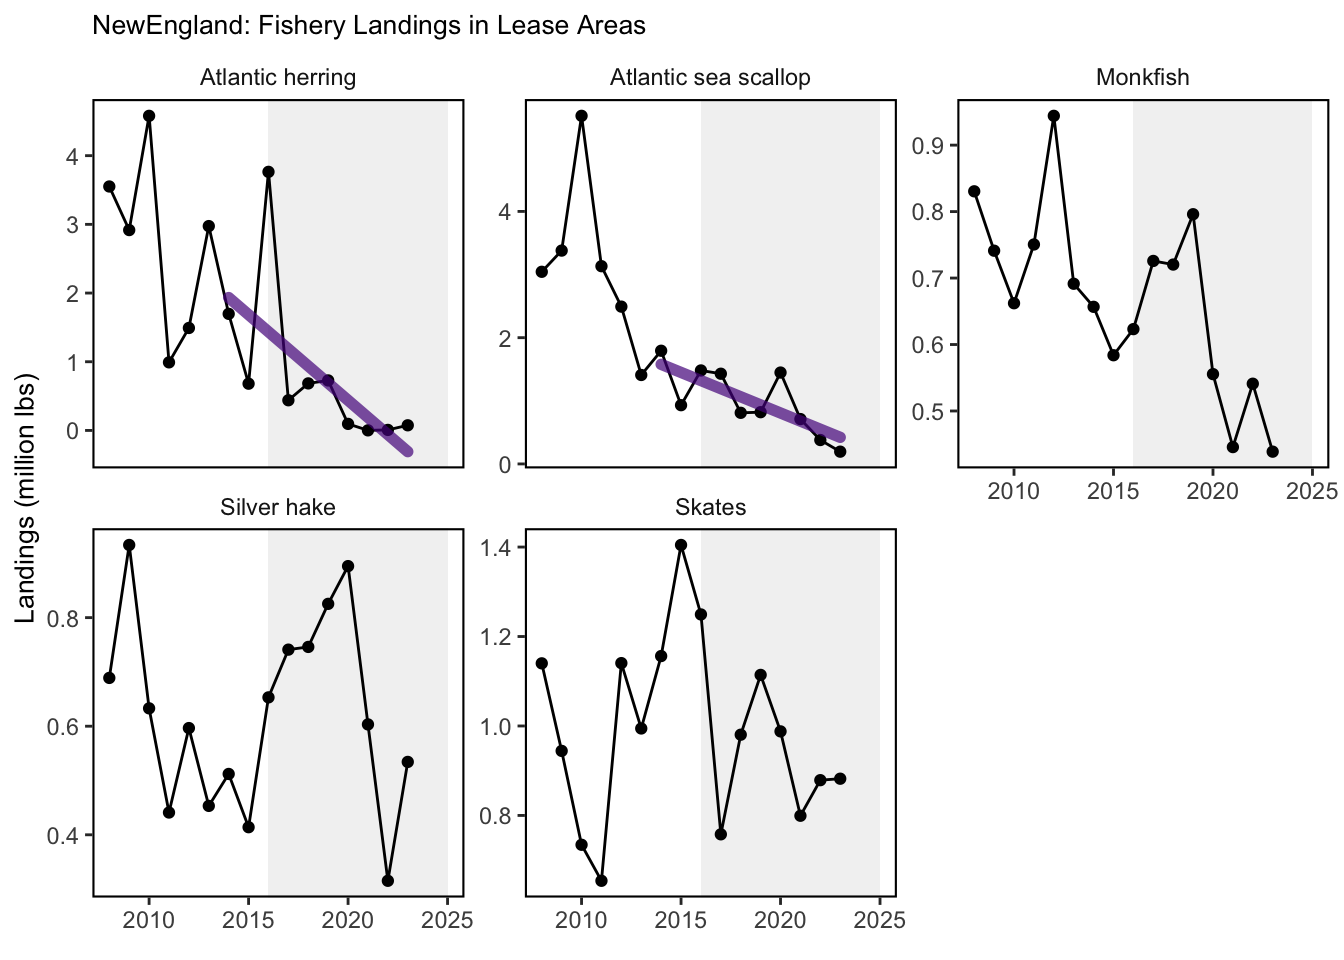 NewEngland: Fishery Landings in Lease Areas
Atlantic herring
Atlantic sea scallop
Monkfish
Landings (million lbs)
4
3
2
1
0
4
2
0
0.9
0.8
0.7
0.6
0.5
2010 2015 2020 2025
Silver hake
Skates
0.8
0.6
0.4
1.4
1.2
1.0
0.8
2010 2015 2020 2025
2010 2015 2020 2025